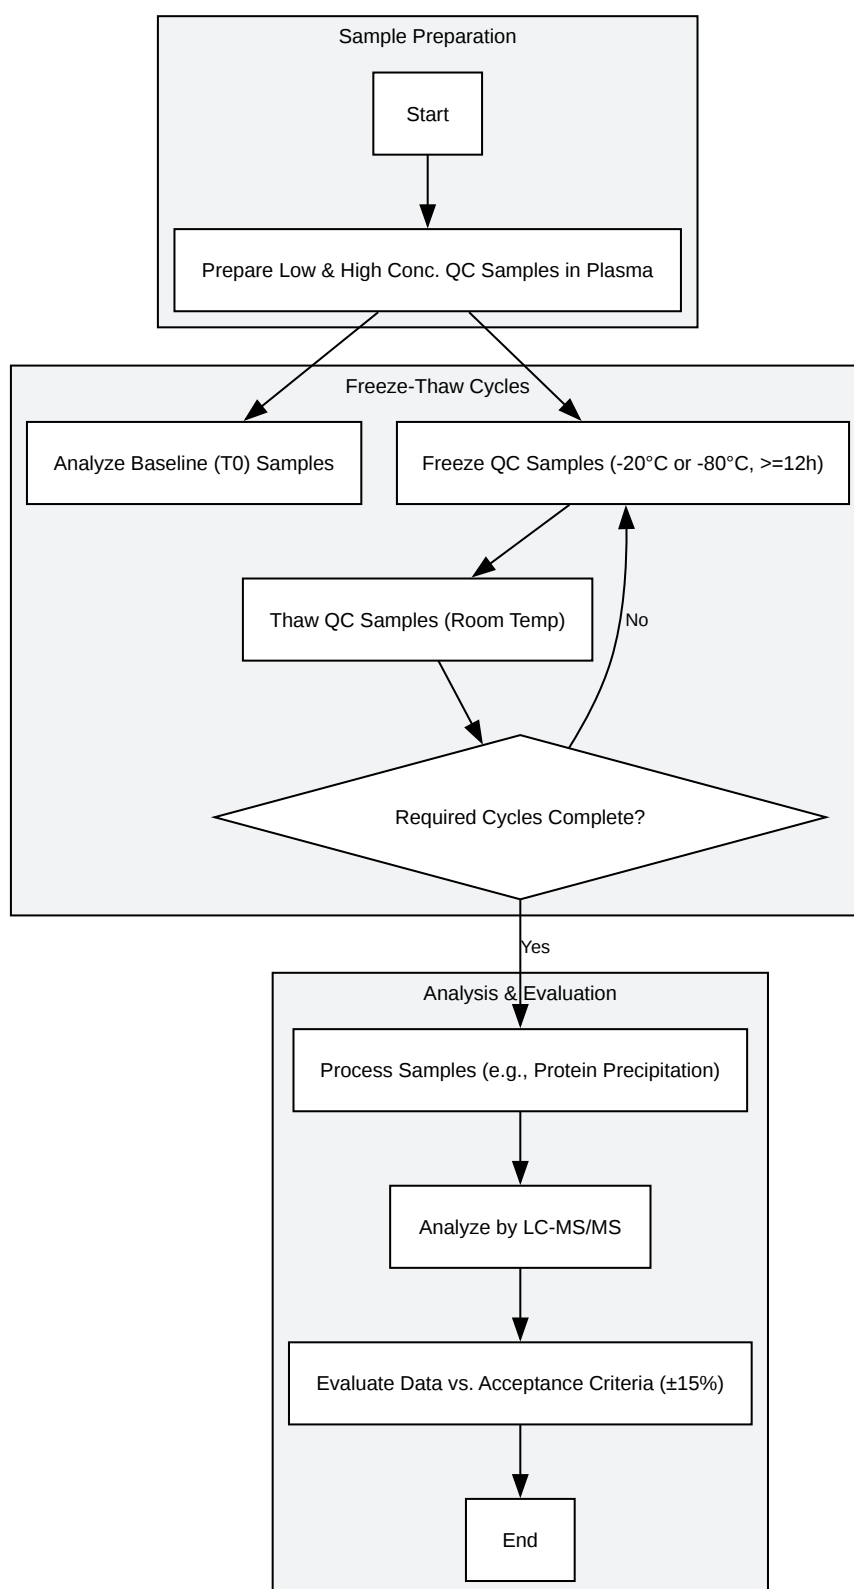 Sample Preparation
Start
Prepare Low & High Conc. QC Samples in Plasma
Freeze-Thaw Cycles
Analyze Baseline (T0) Samples
Freeze QC Samples (-20°C or -80°C, >=12h)
Thaw QC Samples (Room Temp)
No
Required Cycles Complete?
Yes
Analysis & Evaluation
Process Samples (e.g., Protein Precipitation)
Analyze by LC-MS/MS
Evaluate Data vs. Acceptance Criteria (±15%)
End